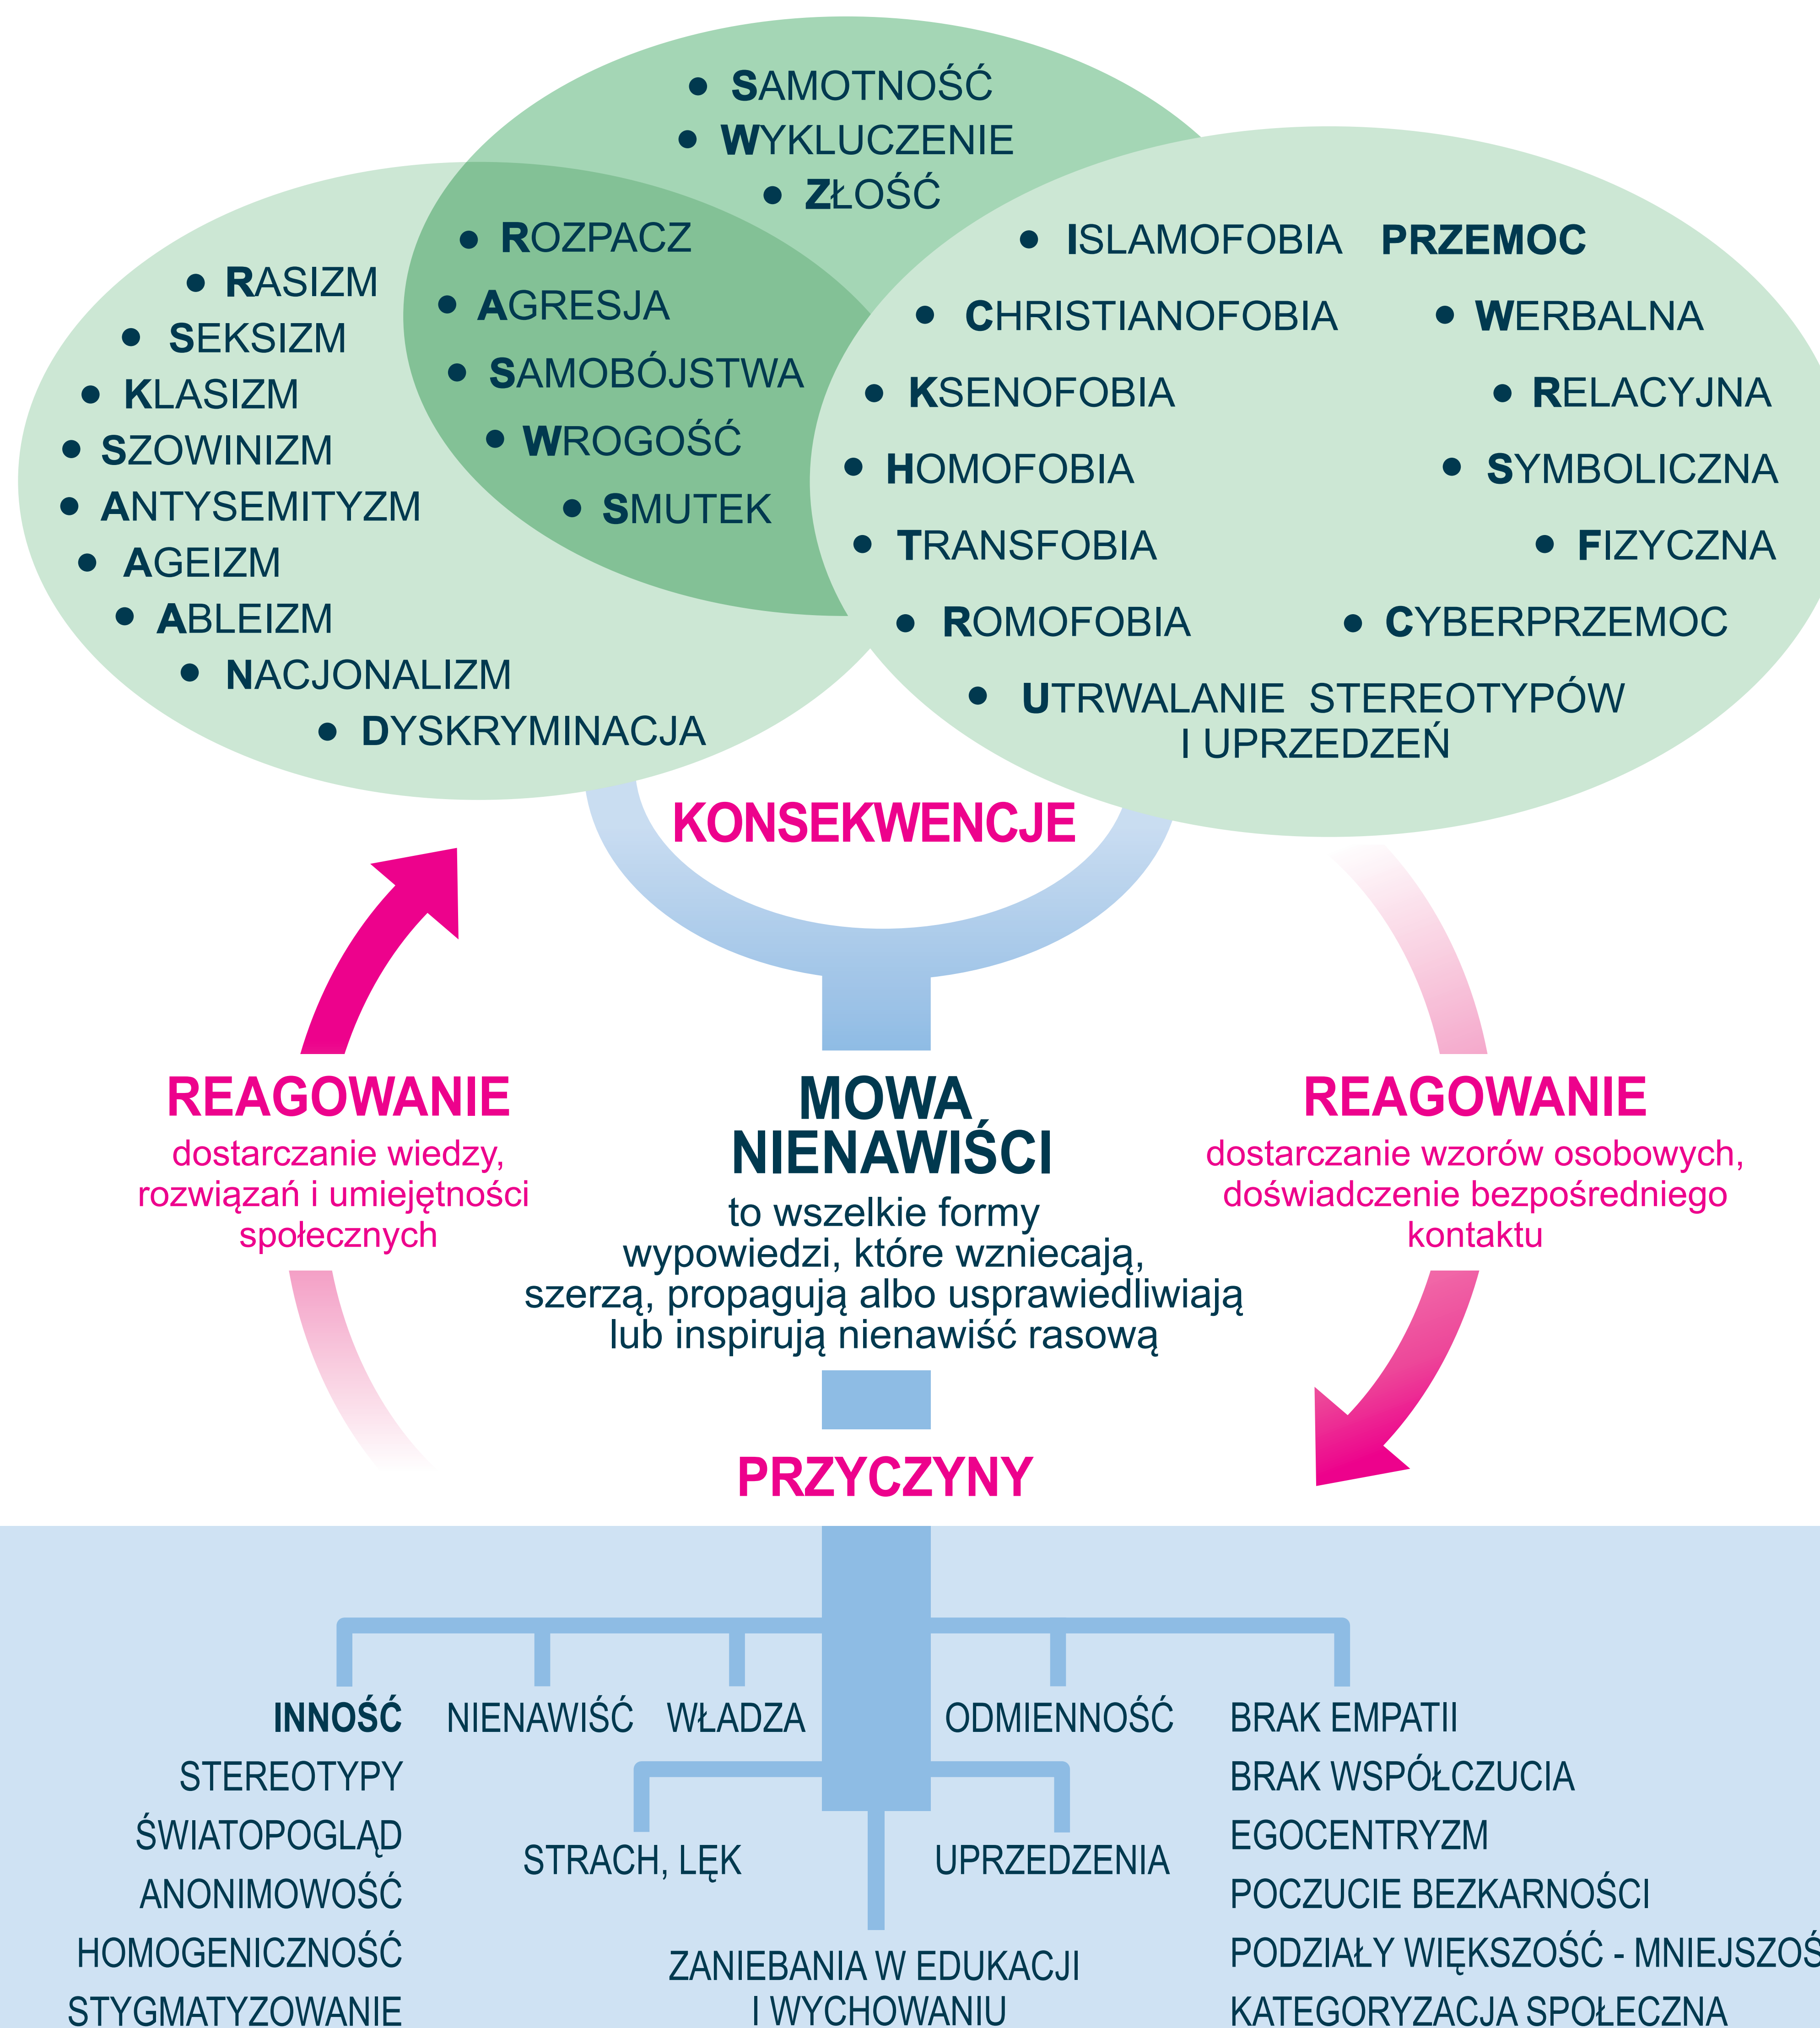 • SAMOTNOŚĆ
• WYKLUCZENIE
• ZŁOŚĆ
• RASIZM
• SEKSIZM
• KLASIZM
• SZOWINIZM
• ANTYSEMITYZM
• AGEIZM
• ABLEIZM
• NACJONALIZM
• DYSKRYMINACJA
• ROZPACZ
• AGRESJA
• SAMOBÓJSTWA
• WROGOŚĆ
• SMUTEK
• ISLAMOFOBIA
• CHRISTIANOFOBIA
• KSENOFOBIA
• HOMOFOBIA
• TRANSFOBIA
• ROMOFOBIA
• UTRWALANIE STEREOTYPÓW
I UPRZEDZEŃ
PRZEMOC
• WERBALNA
• RELACYJNA
• SYMBOLICZNA
• FIZYCZNA
• CYBERPRZEMOC
KONSEKWENCJE
REAGOWANIE
dostarczanie wiedzy,
rozwiązań i umiejętności
społecznych
MOWA
NIENAWIŚCI
to wszelkie formy
wypowiedzi, które wzniecają,
szerzą, propagują albo usprawiedliwiają
lub inspirują nienawiść rasową
REAGOWANIE
dostarczanie wzorów osobowych,
doświadczenie bezpośredniego
kontaktu
PRZYCZYNY
INNOŚĆ
STEREOTYPY
ŚWIATOPOGLĄD
ANONIMOWOŚĆ
HOMOGENICZNOŚĆ
STYGMATYZOWANIE
NIENAWIŚĆ
WŁADZA
ODMIENNOŚĆ
STRACH, LĘK
UPRZEDZENIA
ZANIEBANIA W EDUKACJI
I WYCHOWANIU
BRAK EMPATII
BRAK WSPÓŁCZUCIA
EGOCENTRYZM
POCZUCIE BEZKARNOŚCI
PODZIAŁY WIĘKSZOŚĆ - MNIEJSZOŚ
KATEGORYZACJA SPOŁECZNA